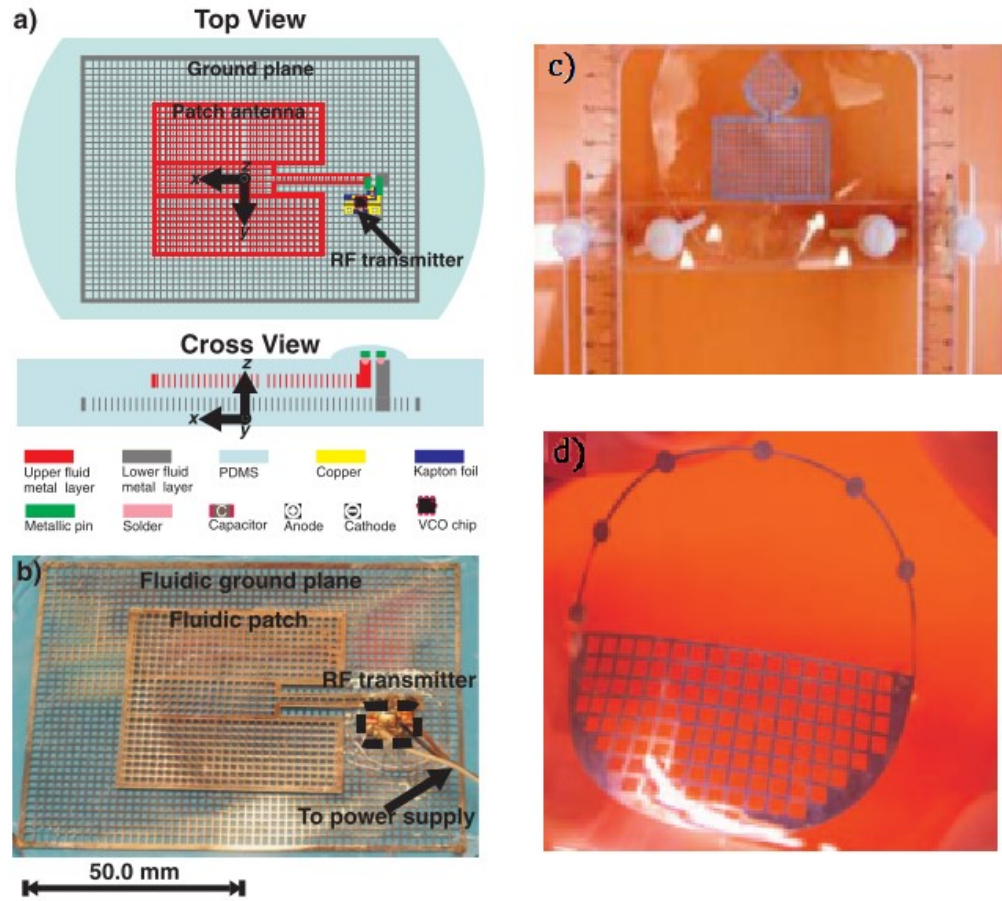 a)
Top View
Ground plane
Patch antenna
z
x
y
RF transmitter
Cross View
z
x
y
Upper fluid metal layer
Lower fluid metal layer
PDMS
Copper
Kapton foil
Metallic pin
Solder
C
Capacitor
Anode
Cathode
VCO chip
b)
Fluidic ground plane
Fluidic patch
RF transmitter
To power supply
50.0 mm
c)
d)